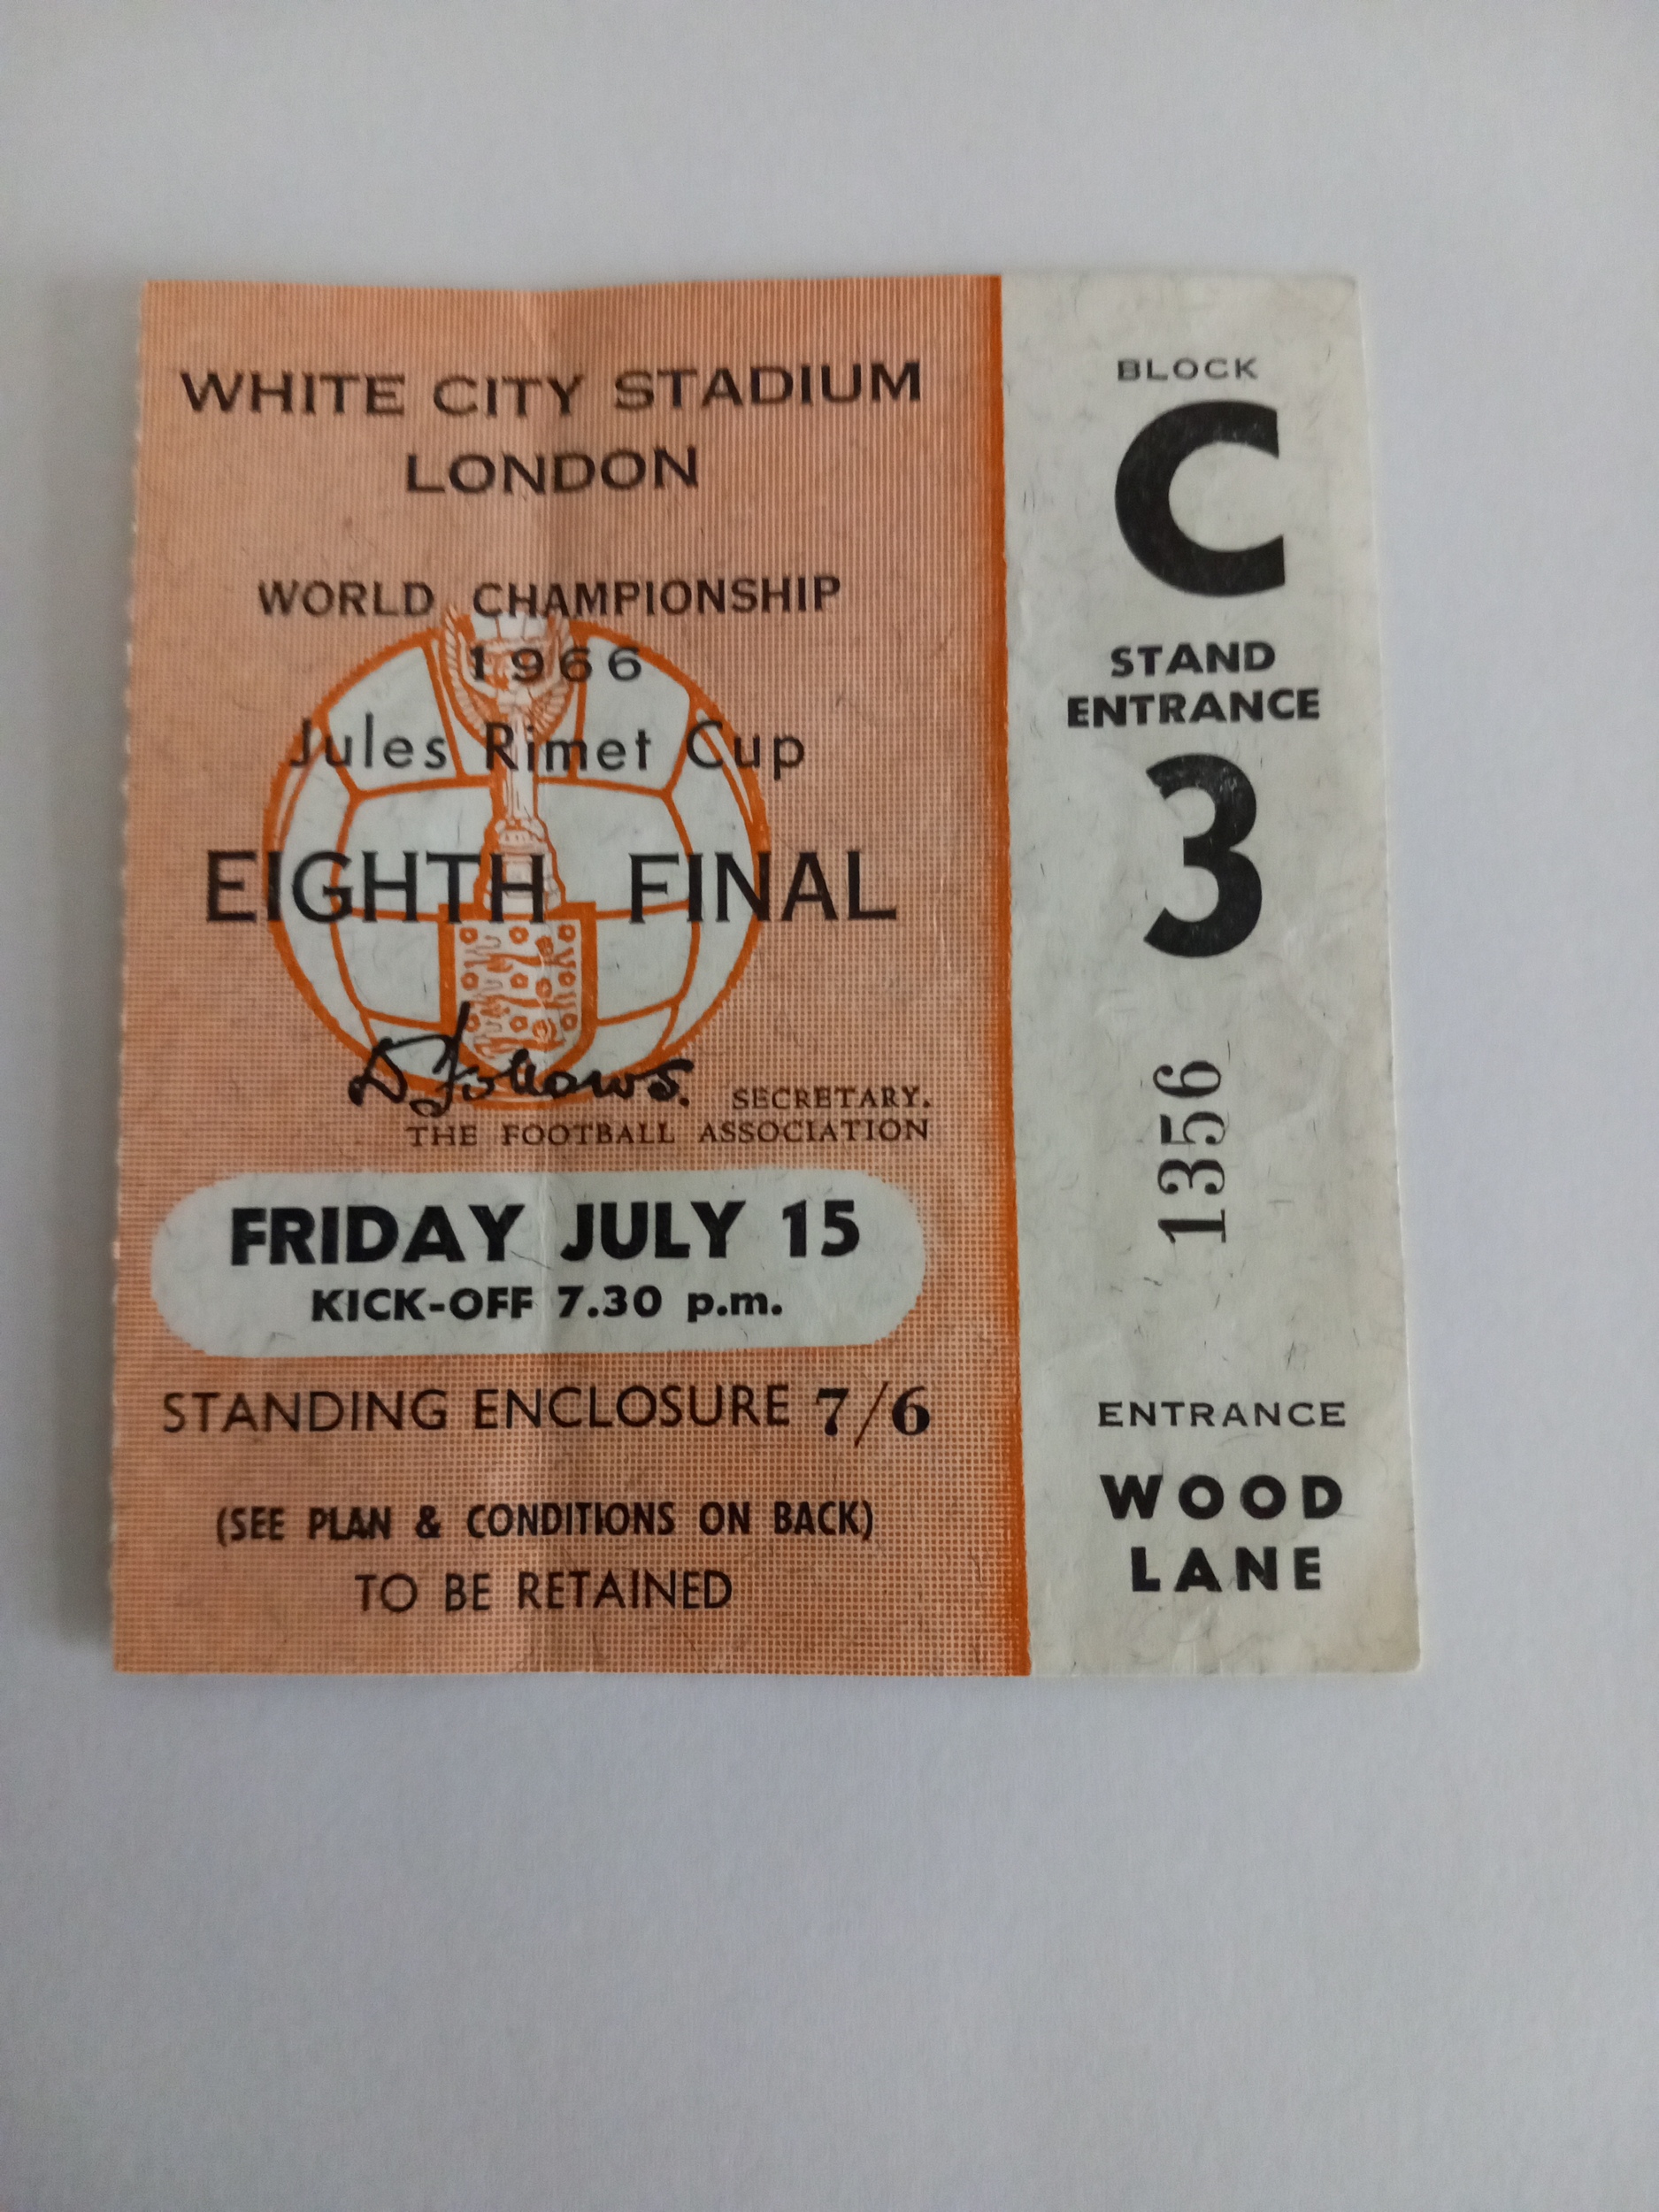 WHITE CITY STADIUM
LONDON
WORLD CHAMPIONSHIP
1966
Jules Rimet Cup
EIGHTH FINAL
D Follows.
SECRETARY.
THE FOOTBALL ASSOCIATION
FRIDAY JULY 15
KICK-OFF 7.30 p.m.
STANDING ENCLOSURE 7/6
(SEE PLAN & CONDITIONS ON BACK)
TO BE RETAINED
BLOCK
C
STAND
ENTRANCE
3
1356
ENTRANCE
WOOD
LANE